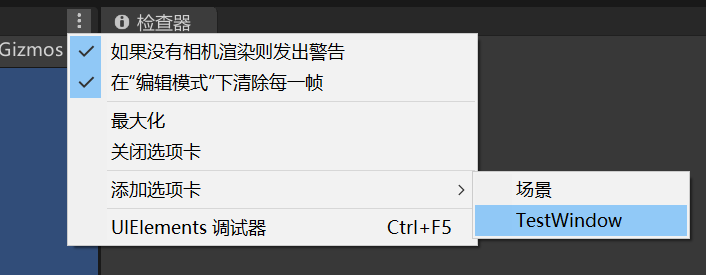 检查器
Gizmos
如果没有相机渲染则发出警告
在“编辑模式”下清除每一帧
最大化
关闭选项卡
添加选项卡
场景
TestWindow
UIElements 调试器 Ctrl+F5